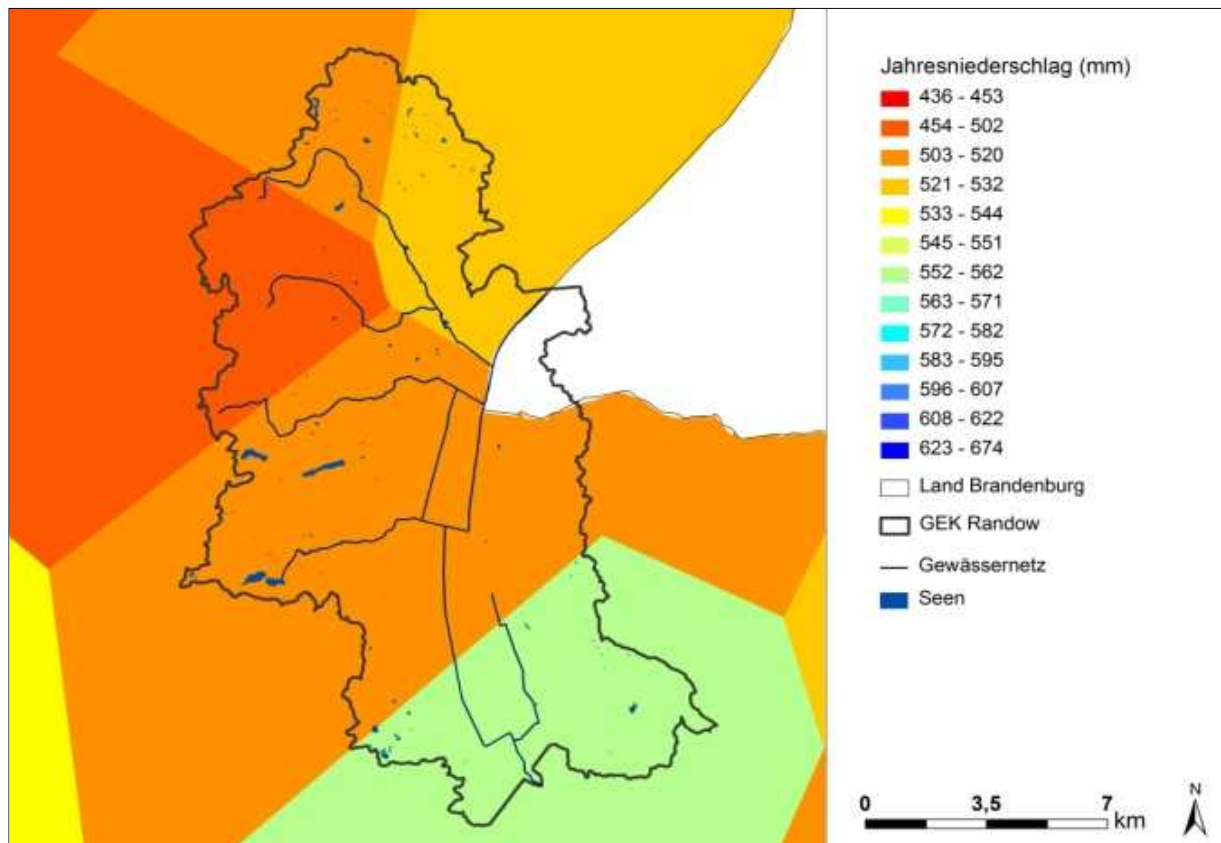 Jahresniederschlag (mm)
436 - 453
454 - 502
503 - 520
521 - 532
533 - 544
545 - 551
552 - 562
563 - 571
572 - 582
583 - 595
596 - 607
608 - 622
623 - 674
Land Brandenburg
GEK Randow
Gewässernetz
Seen
0 3,5 7
km
N